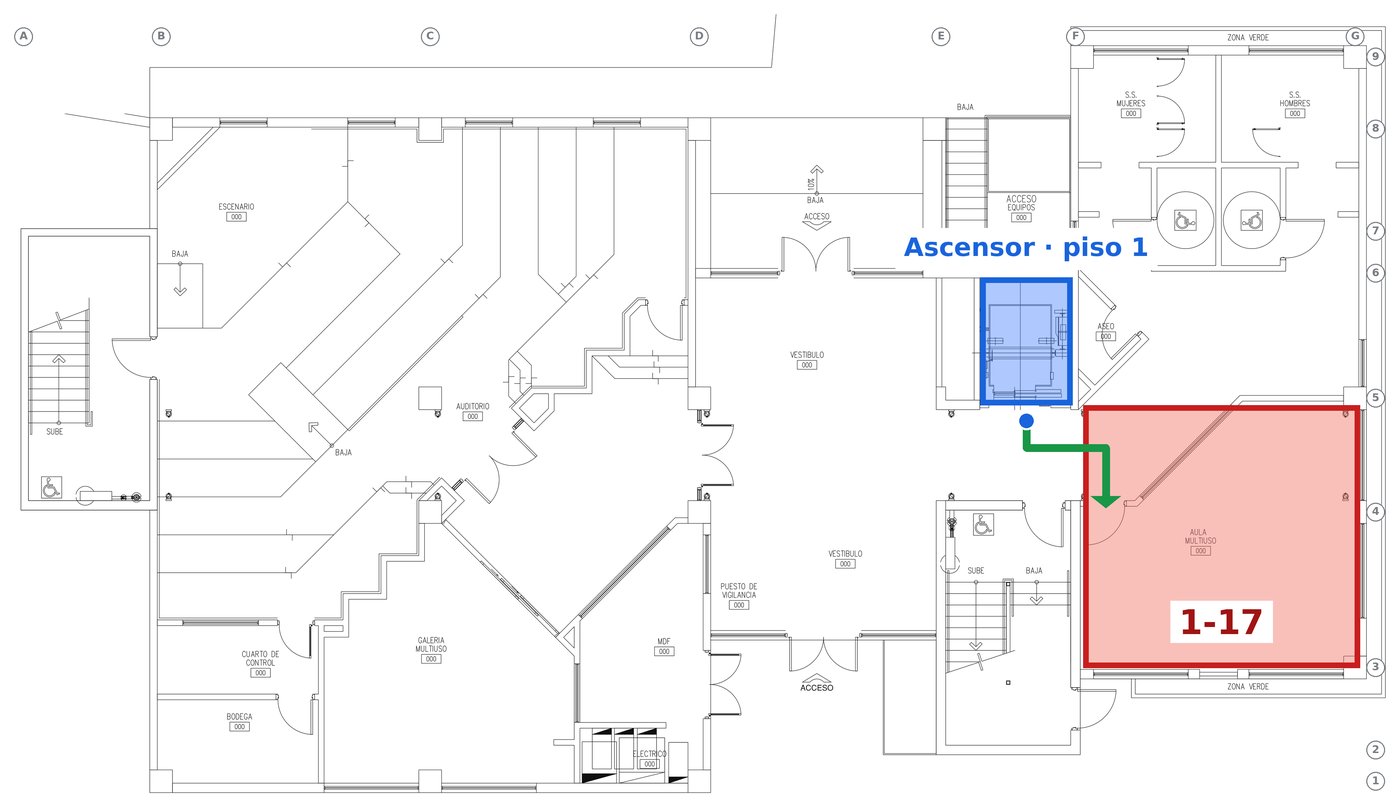 A
B
C
D
E
F
G
ZONA VERDE
9
S.S.
MUJERES
000
S.S.
HOMBRES
000
BAJA
8
10%
BAJA
ACCESO
ACCESO
EQUIPOS
000
ESCENARIO
000
7
Ascensor · piso 1
BAJA
6
ASEO
000
VESTIBULO
000
5
AUDITORIO
000
SUBE
BAJA
4
AULA
MULTIUSO
000
VESTIBULO
000
SUBE
BAJA
PUESTO DE
VIGILANCIA
000
1-17
GALERIA
MULTIUSO
000
MDF
000
CUARTO DE
CONTROL
000
3
ACCESO
ZONA VERDE
BODEGA
000
ELECTRICO
000
2
1